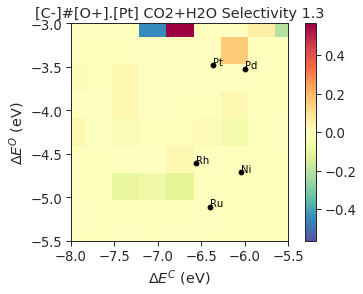 [C-]#[O+].[Pt] CO2+H2O Selectivity 1.3
−3.0
−3.5
−4.0
−4.5
−5.0
−5.5
ΔE^O (eV)
Pt
Pd
Rh
Ni
Ru
−8.0 −7.5 −7.0 −6.5 −6.0 −5.5
ΔE^C (eV)
0.4
0.2
0.0
−0.2
−0.4